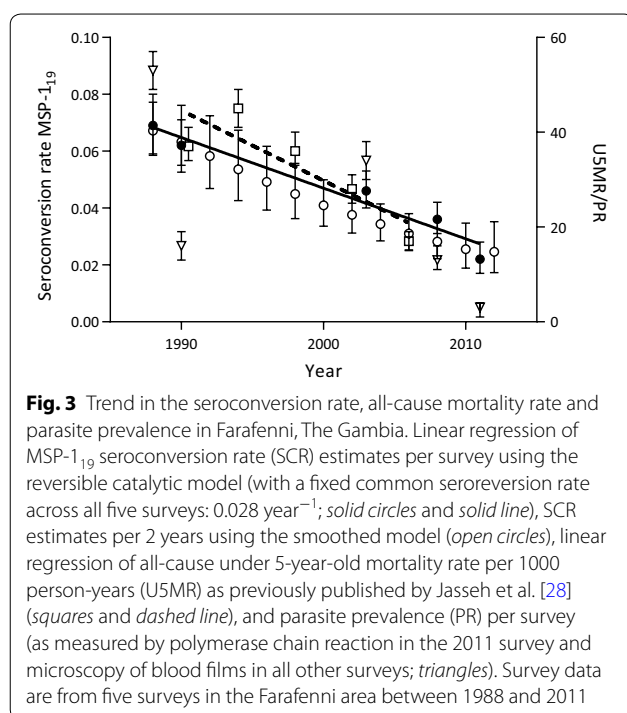 0.10
0.08
0.06
0.04
0.02
0.00
Seroconversion rate MSP-1₁₉
60
40
20
0
U5MR/PR
1990
2000
2010
Year
Fig. 3 Trend in the seroconversion rate, all-cause mortality rate and
parasite prevalence in Farafenni, The Gambia. Linear regression of
MSP-1₁₉ seroconversion rate (SCR) estimates per survey using the
reversible catalytic model (with a fixed common seroreversion rate
across all five surveys: 0.028 year⁻¹; solid circles and solid line), SCR
estimates per 2 years using the smoothed model (open circles), linear
regression of all-cause under 5-year-old mortality rate per 1000
person-years (U5MR) as previously published by Jasseh et al. [28]
(squares and dashed line), and parasite prevalence (PR) per survey
(as measured by polymerase chain reaction in the 2011 survey and
microscopy of blood films in all other surveys; triangles). Survey data
are from five surveys in the Farafenni area between 1988 and 2011